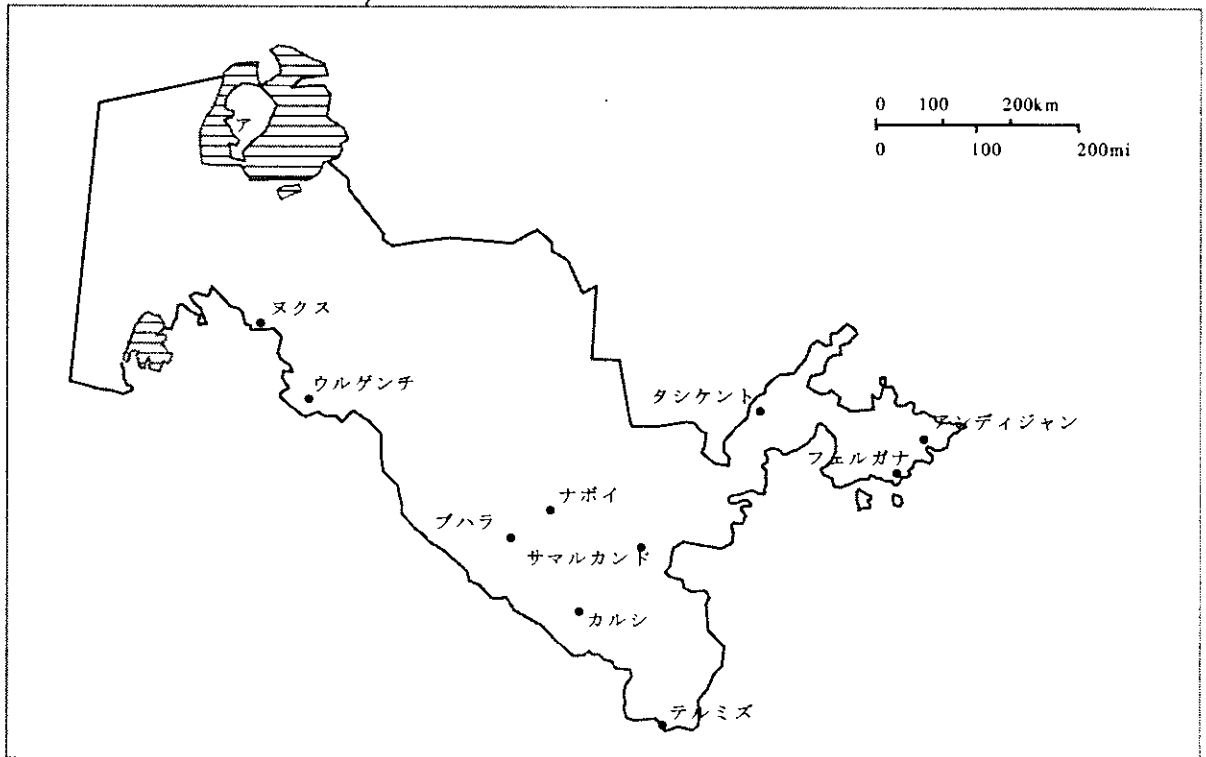 ア
0 100 200km
0 100 200mi
ヌクス
ウルゲンチ
タシケント
アンディジャン
フェルガナ
ナボイ
ブハラ
サマルカンド
カルシ
テルミズ